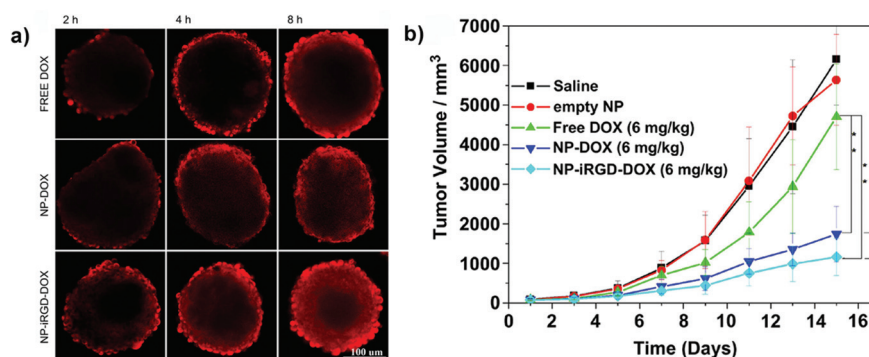 a)
2 h
4 h
8 h
FREE DOX
NP-DOX
NP-iRGD-DOX
100 um
b)
Tumor Volume / mm³
7000
6000
5000
4000
3000
2000
1000
0
Saline
empty NP
Free DOX (6 mg/kg)
NP-DOX (6 mg/kg)
NP-iRGD-DOX (6 mg/kg)
* *
* *
0 2 4 6 8 10 12 14 16
Time (Days)